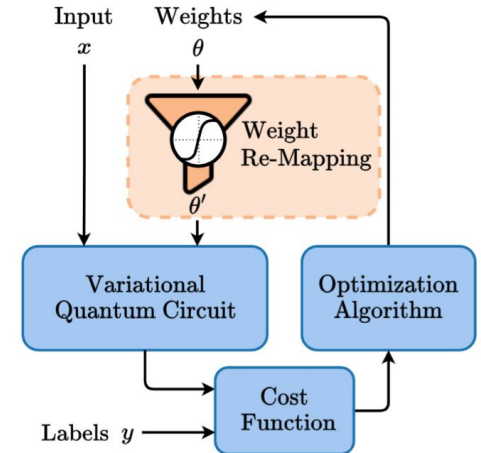 Input
x
Weights
θ
Weight
Re-Mapping
θ′
Variational
Quantum Circuit
Optimization
Algorithm
Cost
Function
Labels y